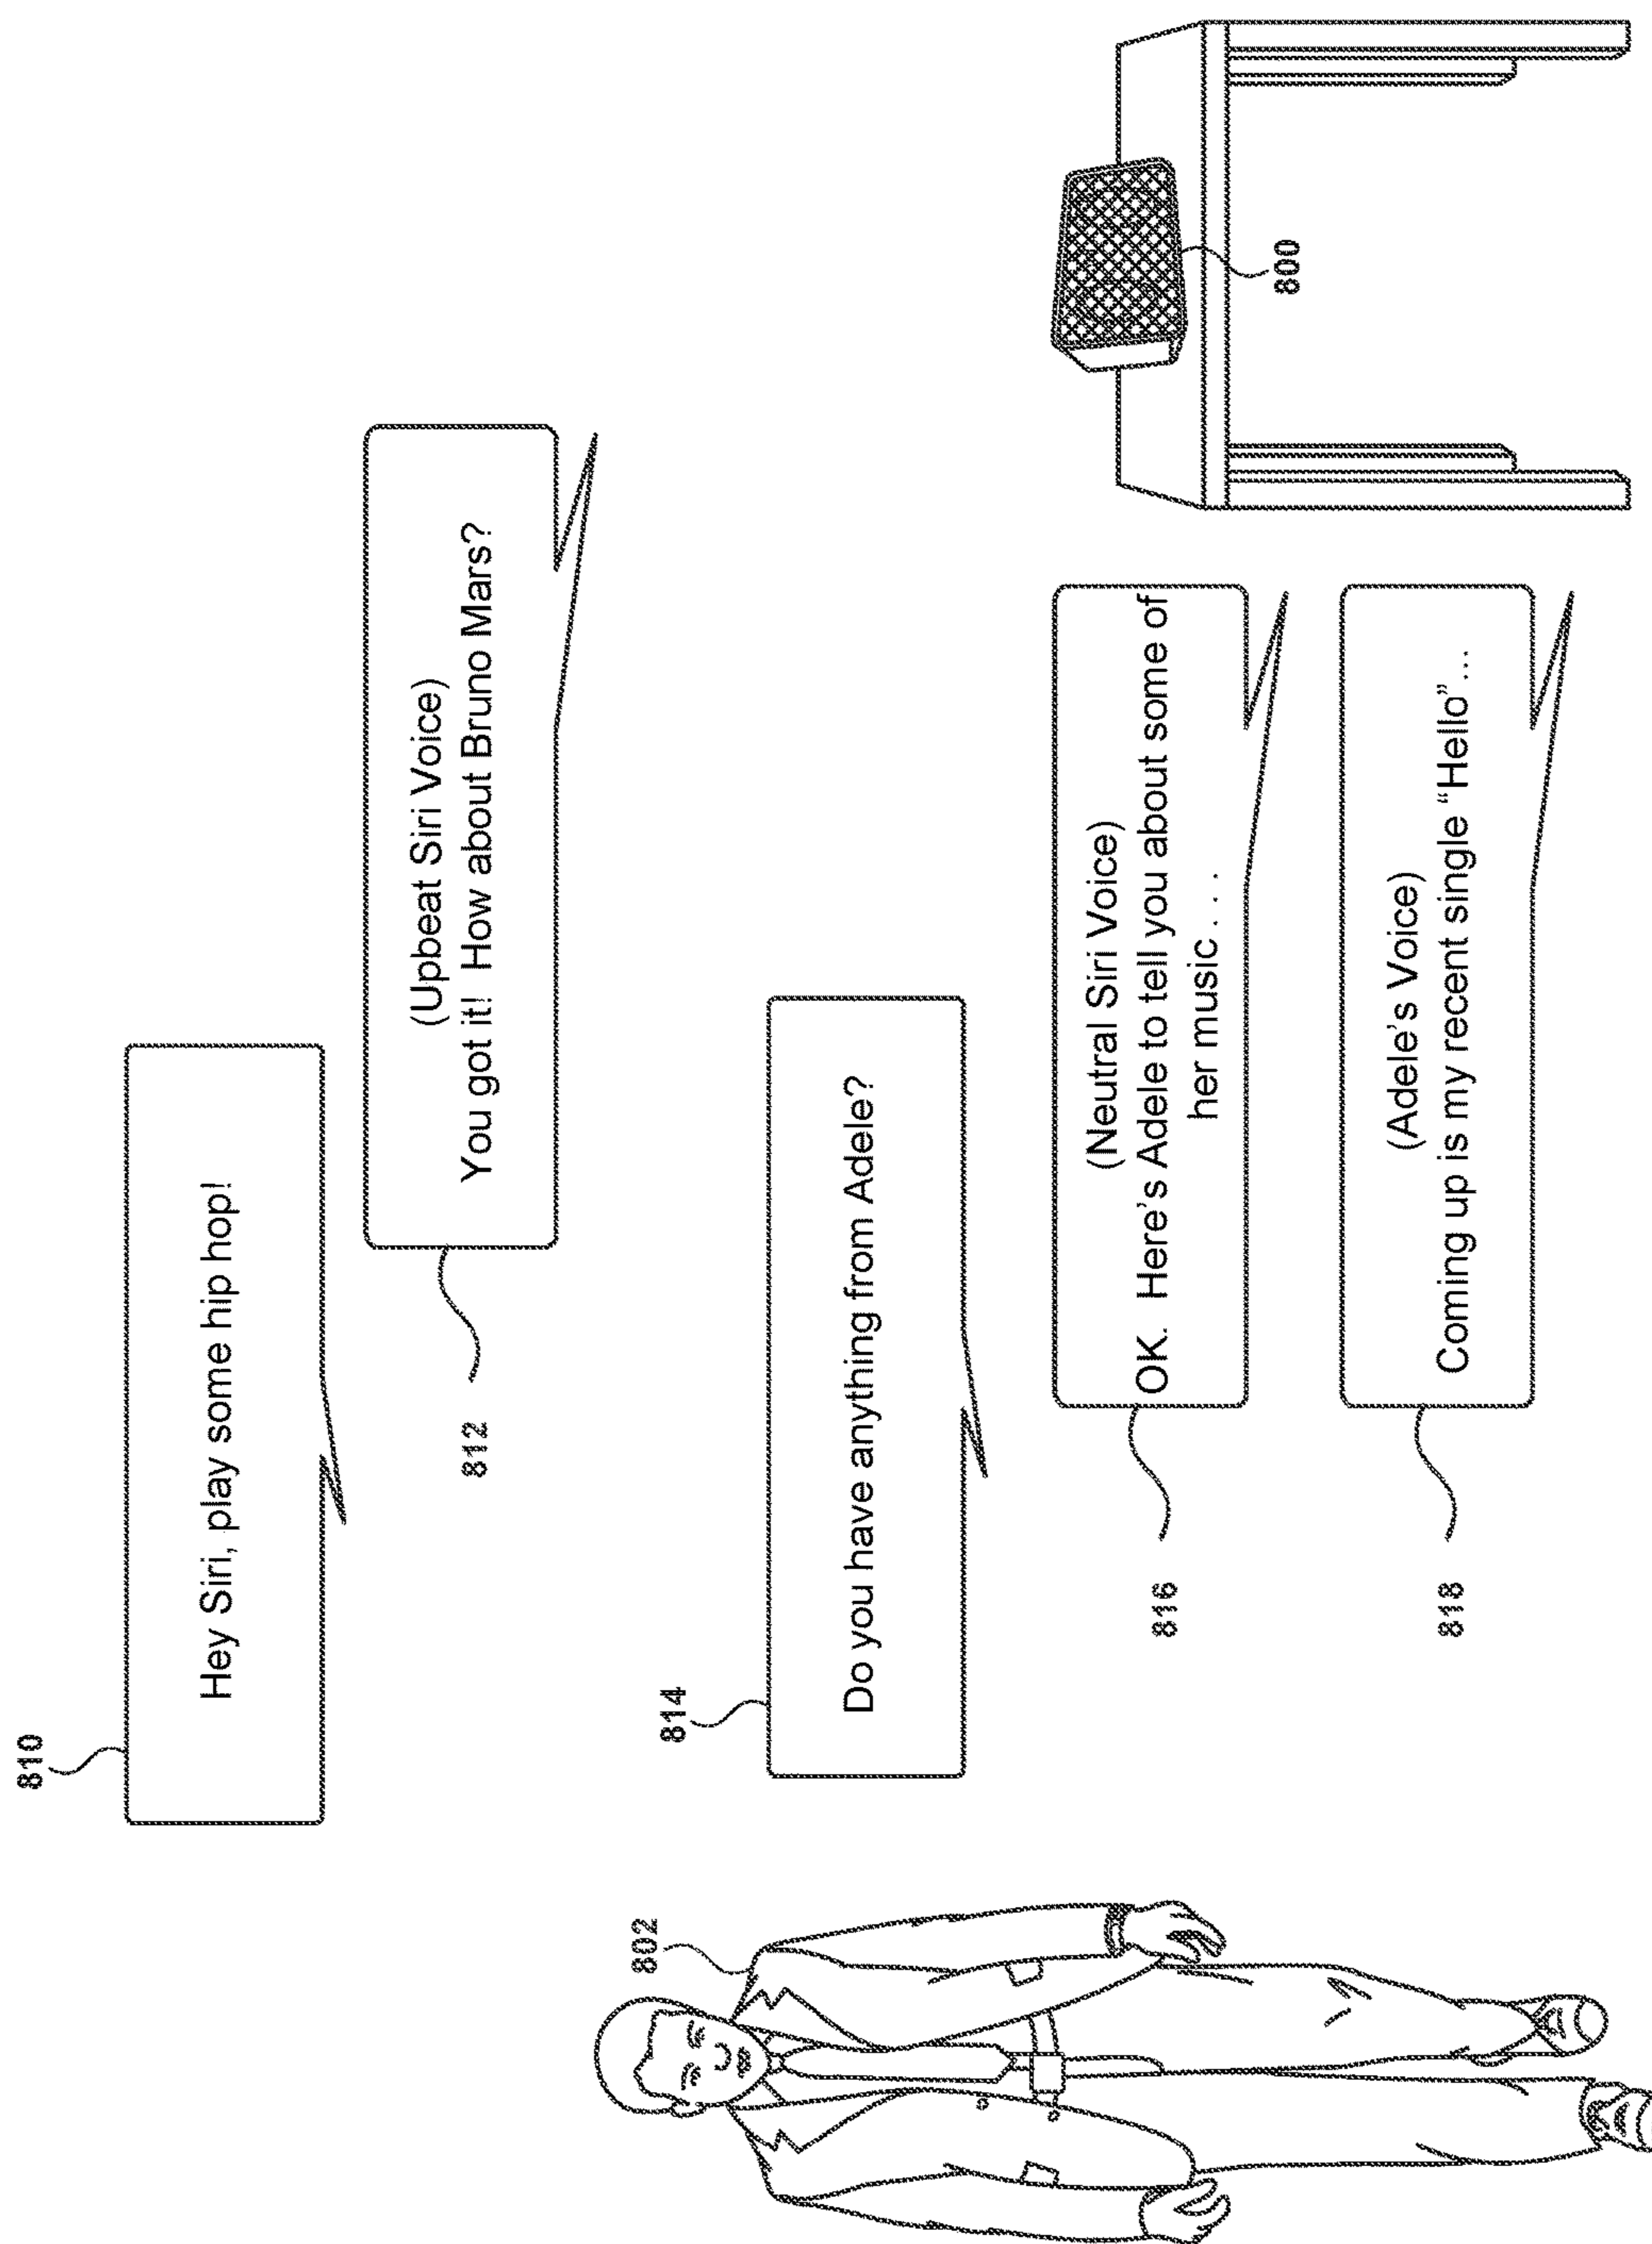 810
Hey Siri, play some hip hop!
(Upbeat Siri Voice)
You got it!  How about Bruno Mars?
812
814
Do you have anything from Adele?
802
(Neutral Siri Voice)
OK.  Here's Adele to tell you about some of
her music . . .
816
800
(Adele's Voice)
Coming up is my recent single “Hello”...
818